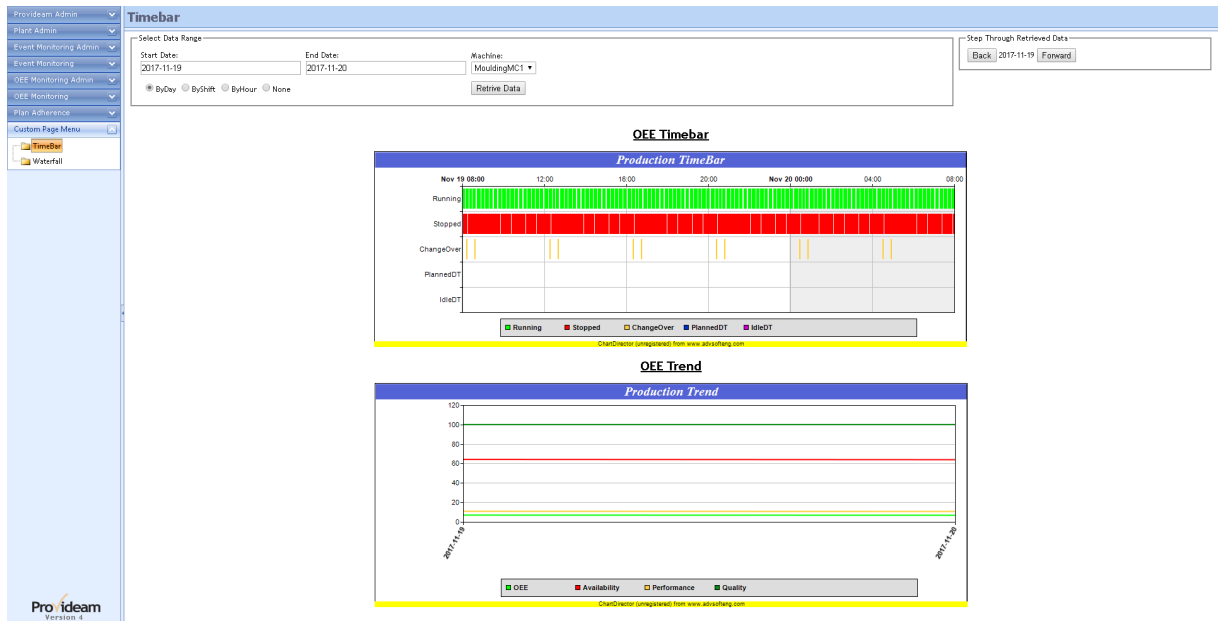 Provideam Admin
Plant Admin
Event Monitoring Admin
Event Monitoring
OEE Monitoring Admin
OEE Monitoring
Plan Adherence
Custom Page Menu
TimeBar
Waterfall
Provideam
Version 4
Timebar
Select Data Range
Start Date: End Date: Machine:
2017-11-19 2017-11-20 MouldingMC1
ByDay ByShift ByHour None Retrive Data
Step Through Retrieved Data
Back 2017-11-19 Forward
OEE Timebar
Production TimeBar
Nov 19 08:00 12:00 16:00 20:00 Nov 20 00:00 04:00 08:00
Running
Stopped
ChangeOver
PlannedDT
IdleDT
Running Stopped ChangeOver PlannedDT IdleDT
ChartDirector (unregistered) from www.advsofteng.com
OEE Trend
Production Trend
120
100
80
60
40
20
0
2017-11-19 2017-11-20
OEE Availability Performance Quality
ChartDirector (unregistered) from www.advsofteng.com